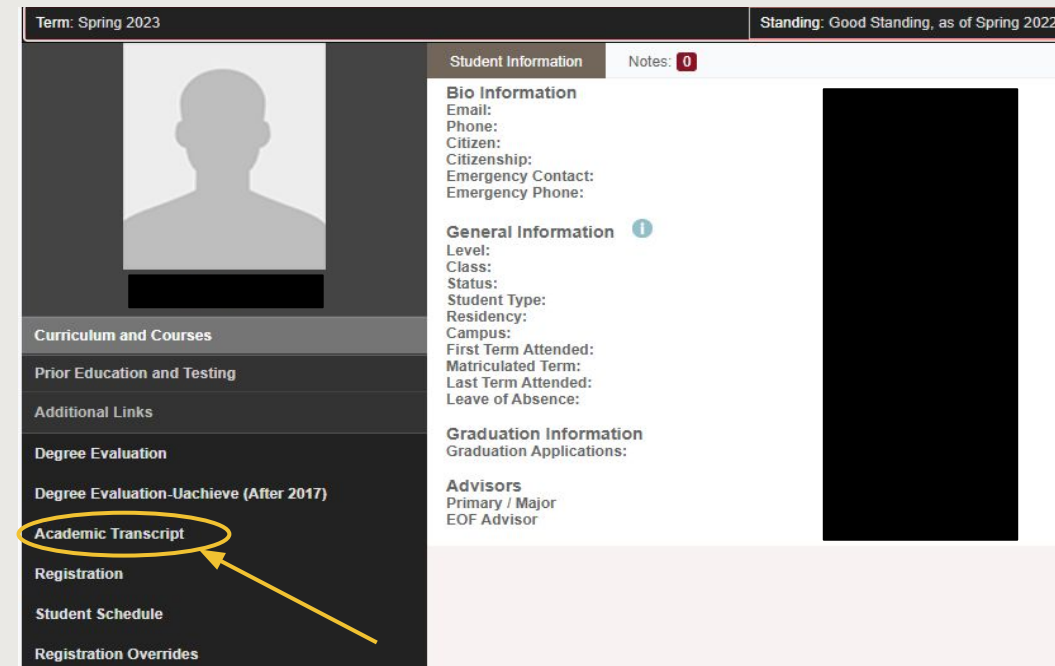 Term: Spring 2023
Standing: Good Standing, as of Spring 2022
Student Information
Notes: 0
Bio Information
Email:
Phone:
Citizen:
Citizenship:
Emergency Contact:
Emergency Phone:
General Information i
Level:
Class:
Status:
Student Type:
Residency:
Campus:
First Term Attended:
Matriculated Term:
Last Term Attended:
Leave of Absence:
Graduation Information
Graduation Applications:
Advisors
Primary / Major
EOF Advisor
Curriculum and Courses
Prior Education and Testing
Additional Links
Degree Evaluation
Degree Evaluation-Uachieve (After 2017)
Academic Transcript
Registration
Student Schedule
Registration Overrides